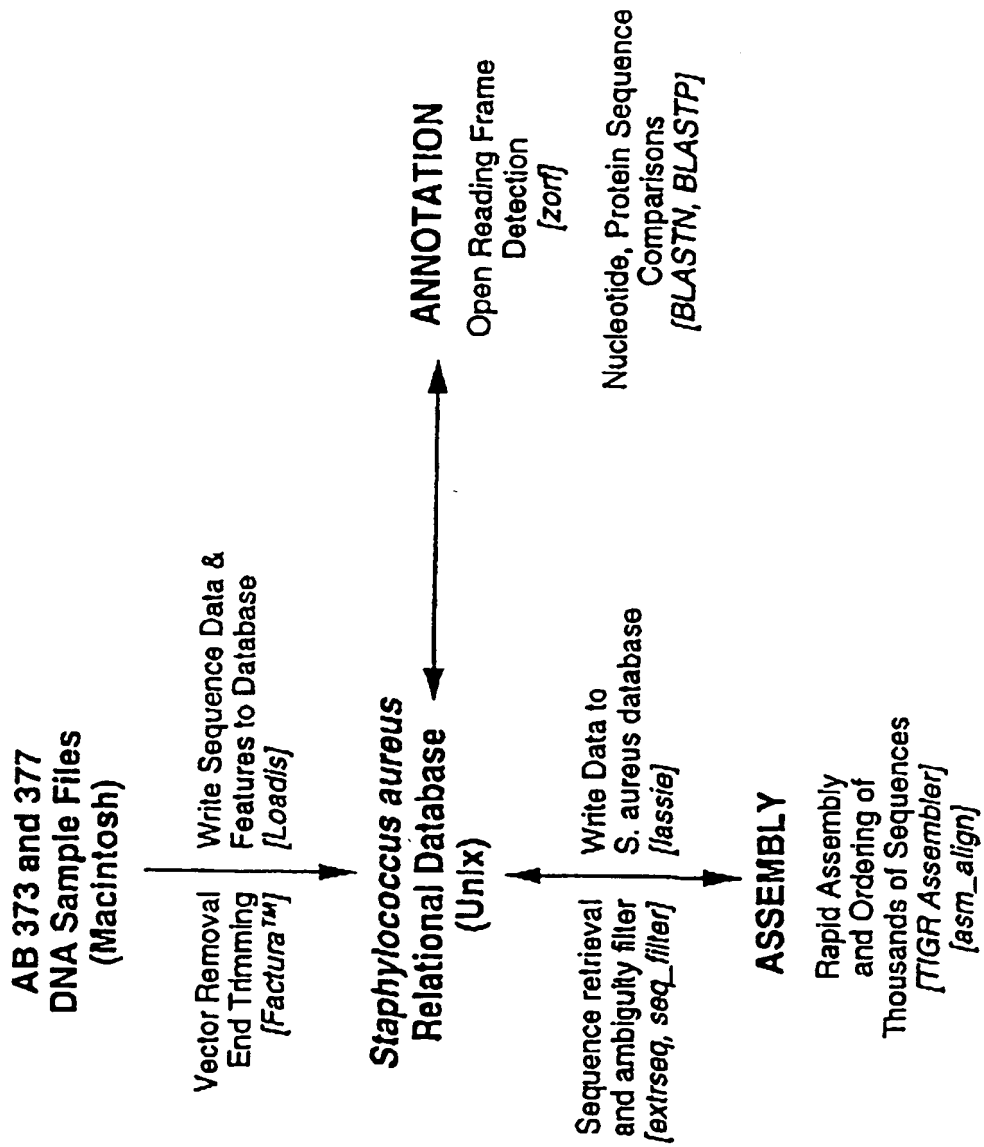 AB 373 and 377
DNA Sample Files
(Macintosh)
Vector Removal
End Trimming
[Factura™]
Write Sequence Data &
Features to Database
[Loadis]
Staphylococcus aureus
Relational Database
(Unix)
ANNOTATION
Open Reading Frame
Detection
[zorf]
Nucleotide, Protein Sequence
Comparisons
[BLASTN, BLASTP]
Sequence retrieval
and ambiguity filter
[extrseq, seq_filter]
Write Data to
S. aureus database
[lassie]
ASSEMBLY
Rapid Assembly
and Ordering of
Thousands of Sequences
[TIGR Assembler]
[asm_align]